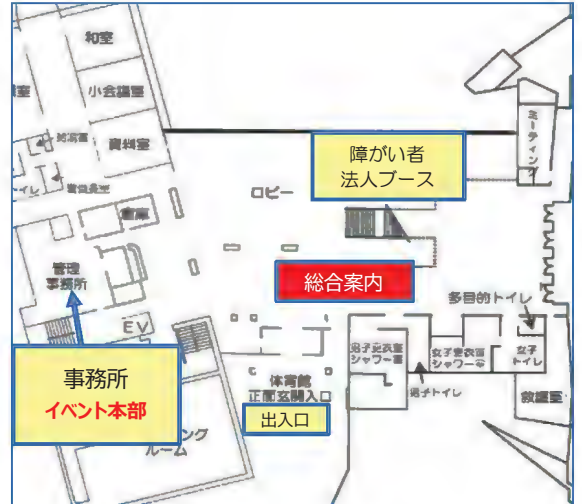 和室
小会議室
資料室
ミーティング
障がい者
法人ブース
ロビー
倉庫
管理
事務所
総合案内
多目的トイレ
EV
男子更衣室
シャワー室
女子更衣室
シャワー室
女子
トイレ
男子トイレ
救護室
事務所
イベント本部
体育館
正面玄関入口
出入口
ルーム